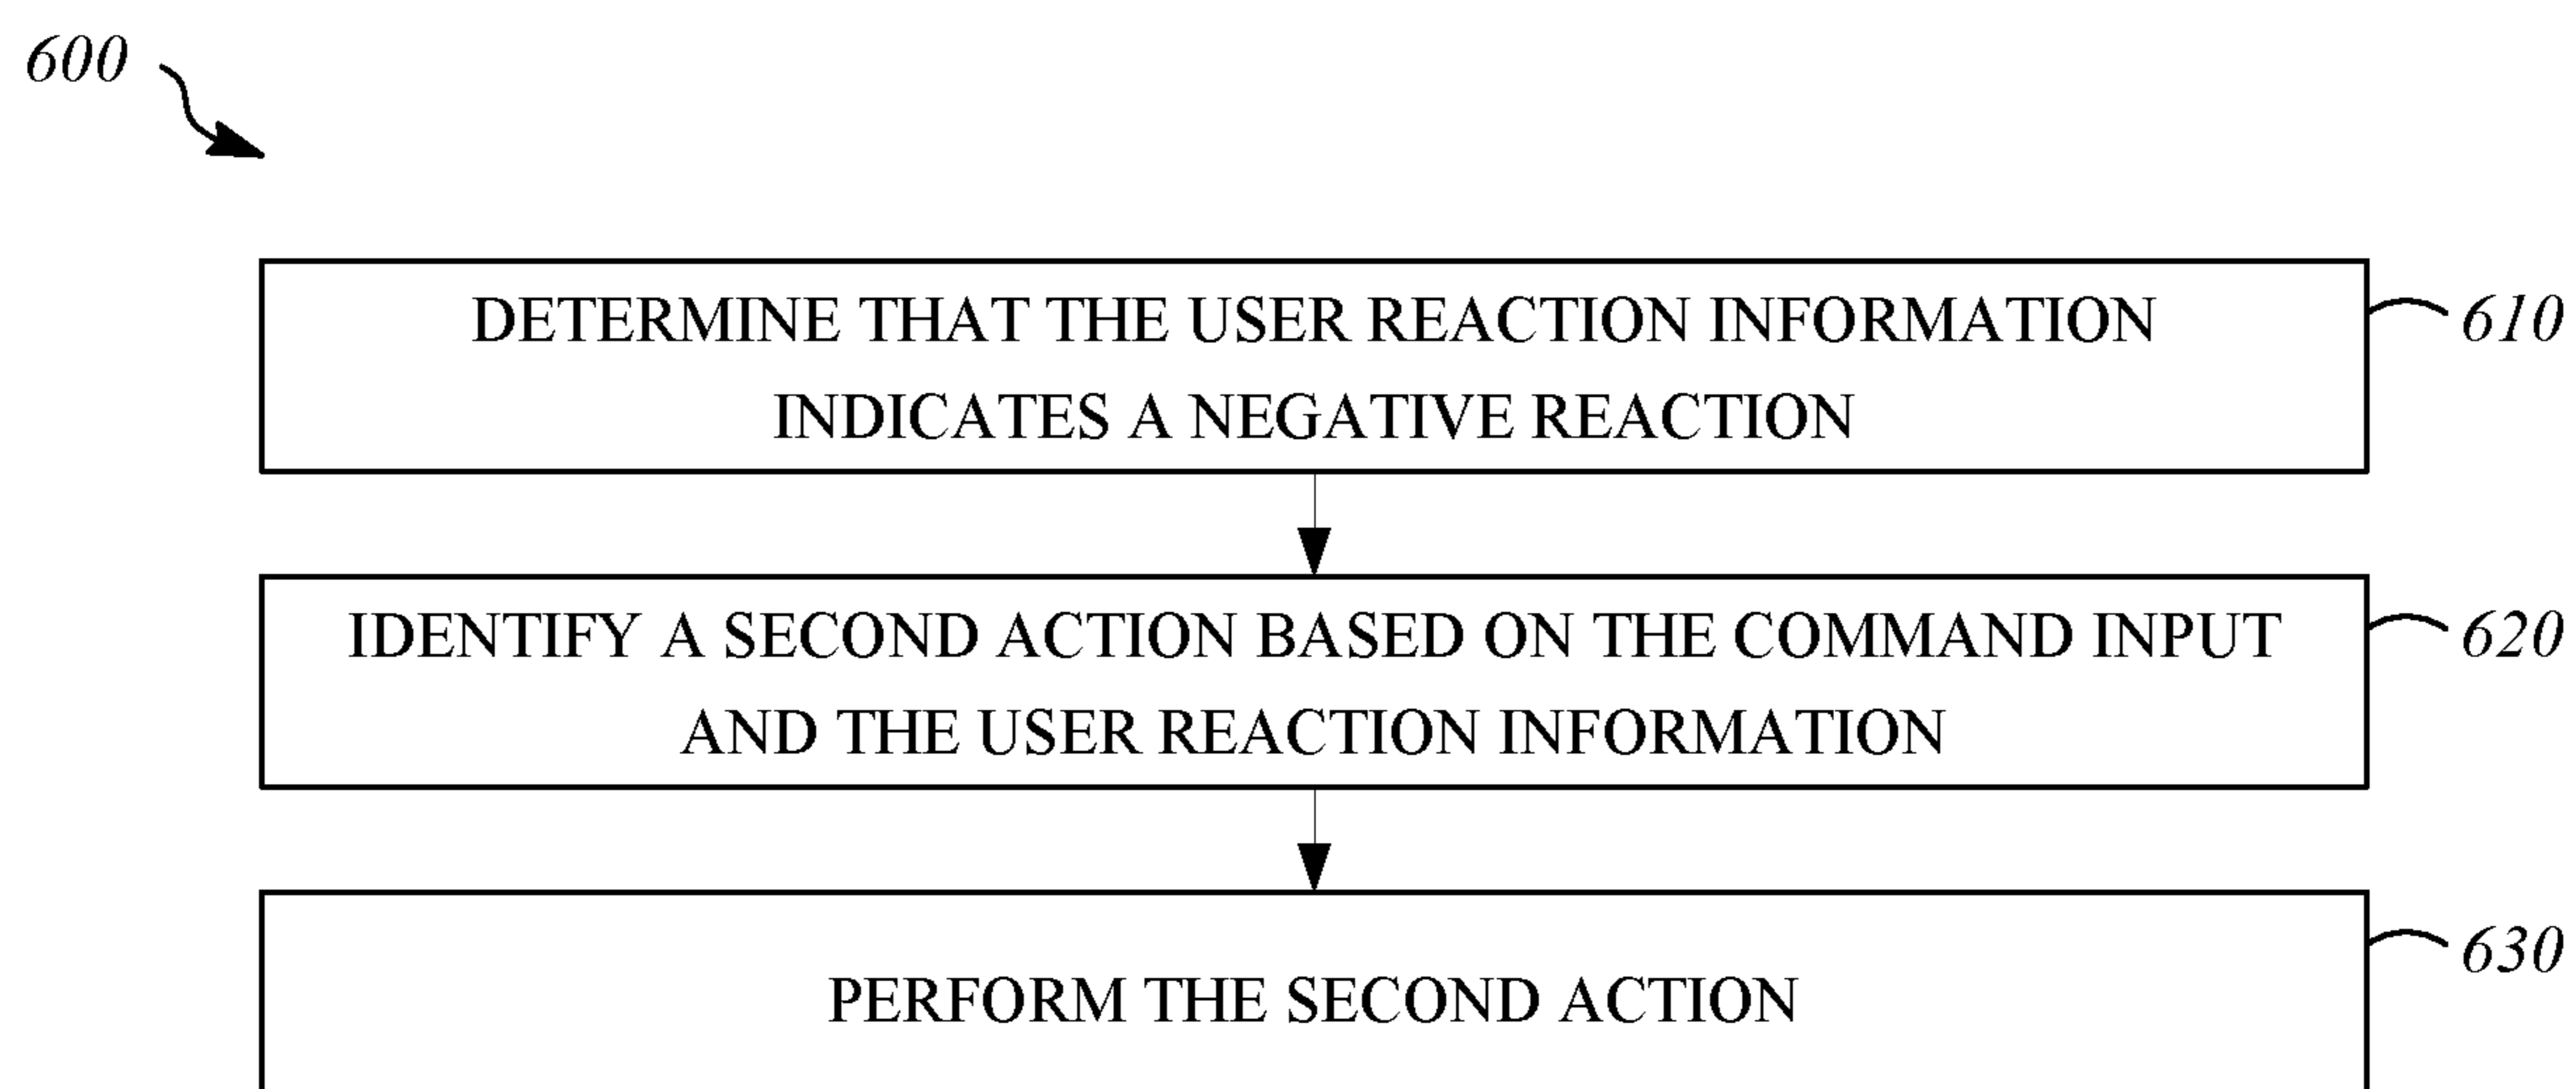 600
DETERMINE THAT THE USER REACTION INFORMATION
INDICATES A NEGATIVE REACTION
610
IDENTIFY A SECOND ACTION BASED ON THE COMMAND INPUT
AND THE USER REACTION INFORMATION
620
PERFORM THE SECOND ACTION
630